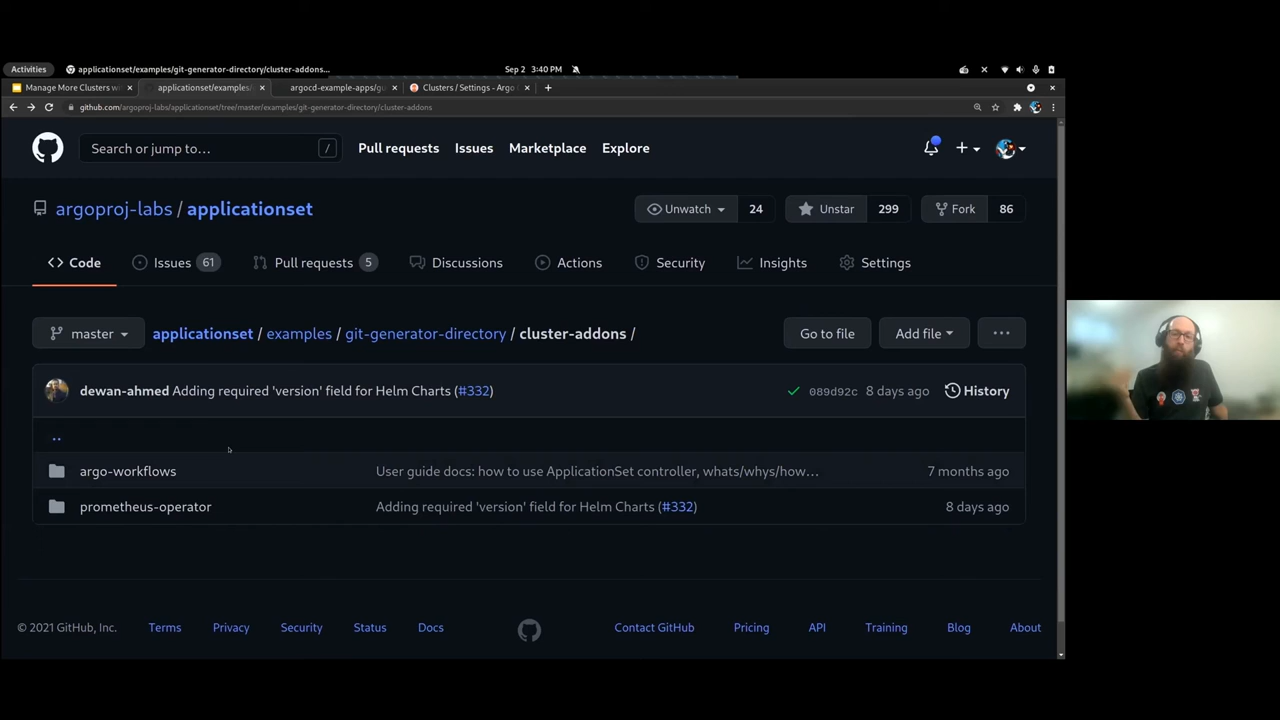 Activities
applicationset/examples/git-generator-directory/cluster-addons...
Sep 2 3:40 PM
Manage More Clusters wi
applicationset/examples/
argocd-example-apps/g
Clusters / Settings - Argo
github.com/argoproj-labs/applicationset/tree/master/examples/git-generator-directory/cluster-addons
Search or jump to...
/
Pull requests
Issues
Marketplace
Explore
argoproj-labs / applicationset
Unwatch
24
Unstar
299
Fork
86
Code
Issues 61
Pull requests 5
Discussions
Actions
Security
Insights
Settings
master
applicationset / examples / git-generator-directory / cluster-addons /
Go to file
Add file
...
dewan-ahmed Adding required 'version' field for Helm Charts (#332)
089d92c 8 days ago
History
..
argo-workflows
User guide docs: how to use ApplicationSet controller, whats/whys/how...
7 months ago
prometheus-operator
Adding required 'version' field for Helm Charts (#332)
8 days ago
© 2021 GitHub, Inc.
Terms
Privacy
Security
Status
Docs
Contact GitHub
Pricing
API
Training
Blog
About